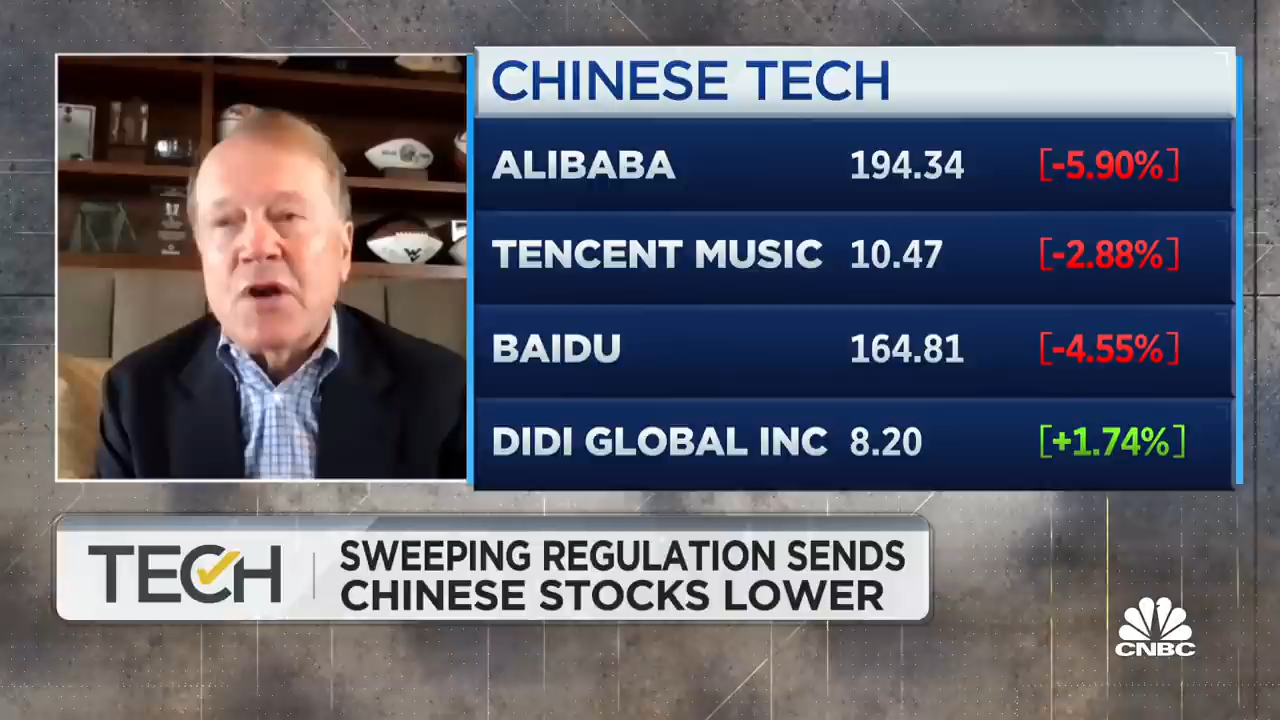 CHINESE TECH
ALIBABA 194.34 [-5.90%]
TENCENT MUSIC 10.47 [-2.88%]
BAIDU 164.81 [-4.55%]
DIDI GLOBAL INC 8.20 [+1.74%]
TECH
SWEEPING REGULATION SENDS
CHINESE STOCKS LOWER
CNBC